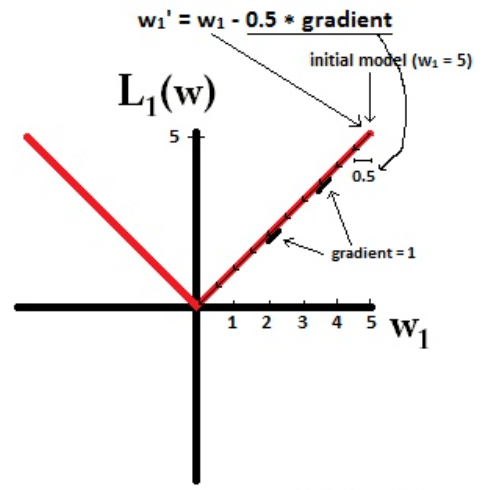 w₁' = w₁ - 0.5 * gradient
initial model (w₁ = 5)
L₁(w)
5
0.5
gradient = 1
1 2 3 4 5 w₁